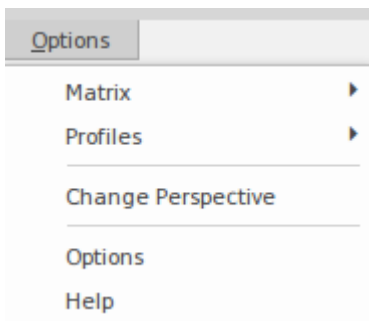 Options
Matrix
Profiles
Change Perspective
Options
Help